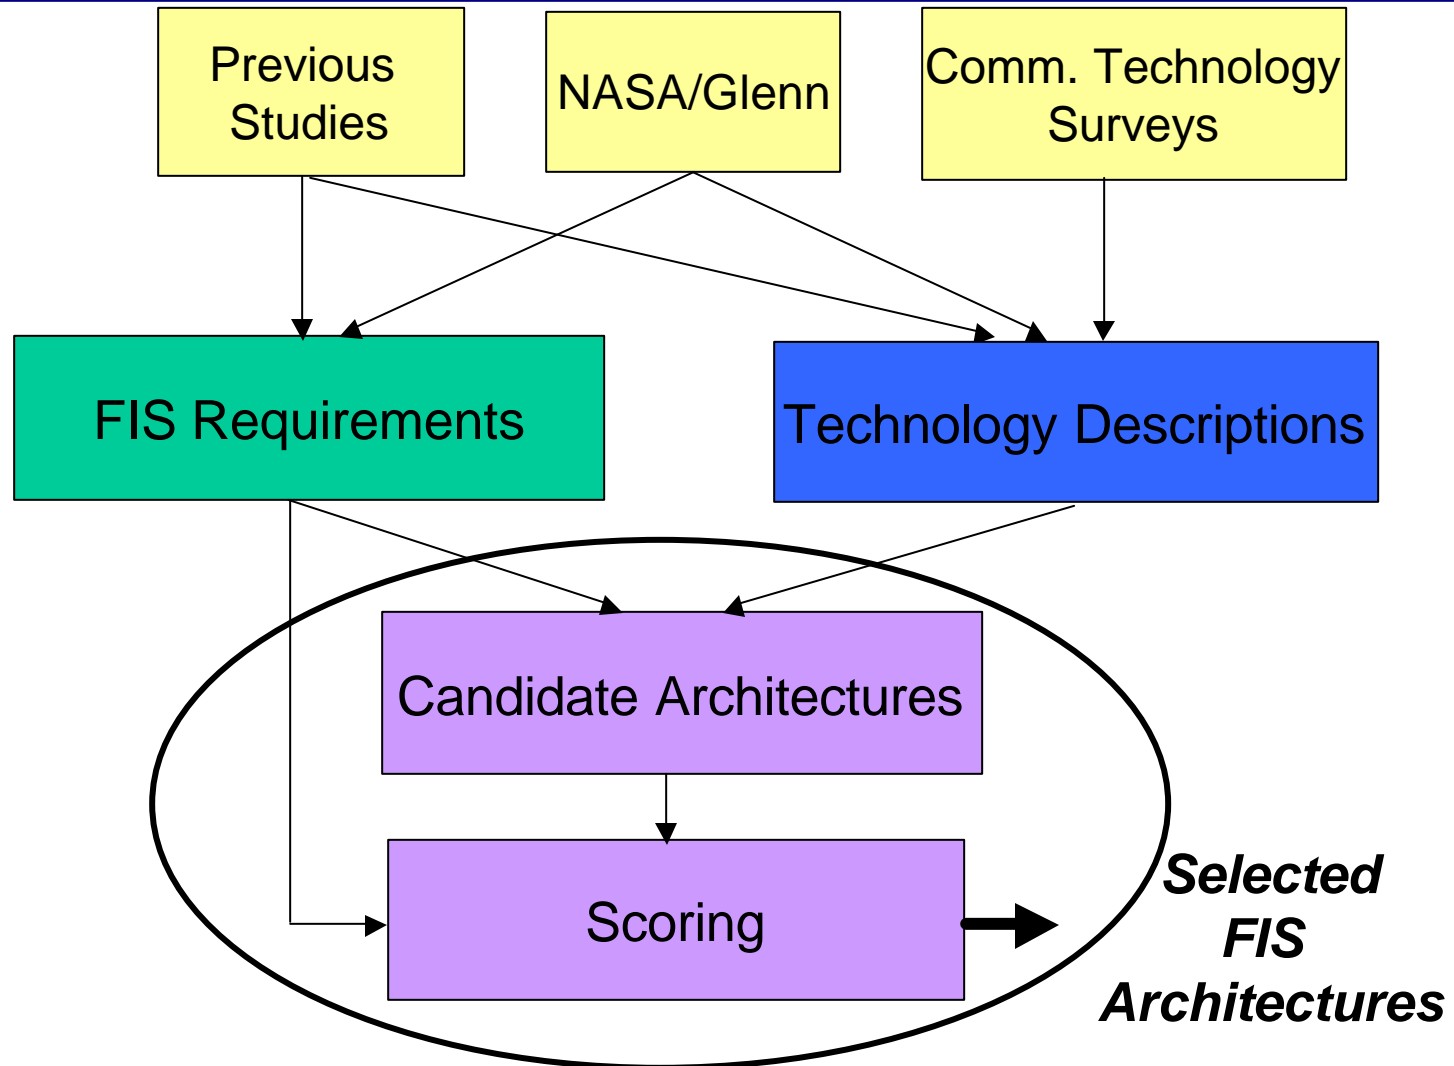 Previous
Studies
NASA/Glenn
Comm. Technology
Surveys
FIS Requirements
Technology Descriptions
Candidate Architectures
Scoring
Selected
FIS
Architectures